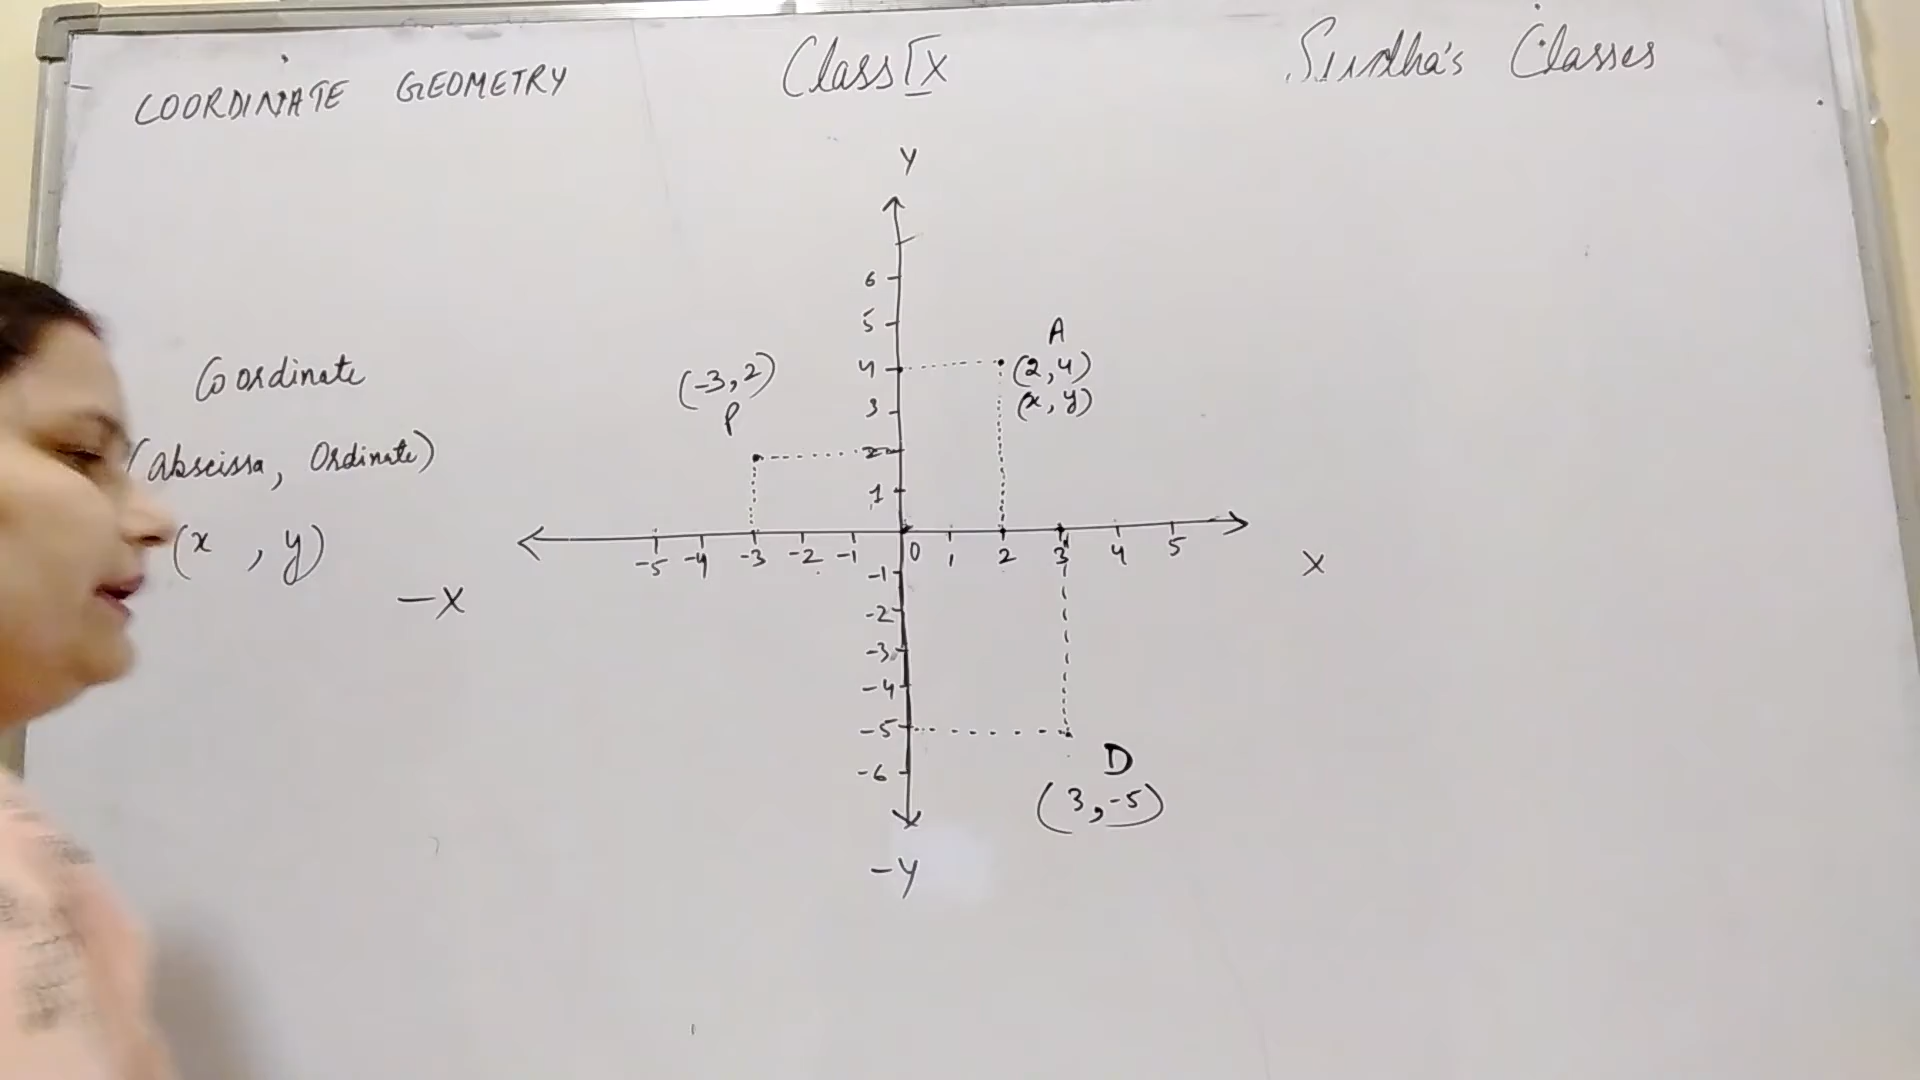 COORDINATE GEOMETRY
Class IX
Classes
Y
6
5
4
3
2
1
A
(2,4)
(x, y)
(-3,2)
P
Coordinate
(abscissa, Ordinate)
(x , y)
-X
-5 -4 -3 -2 -1 0 1 2 3 4 5
X
-1
-2
-3
-4
-5
-6
D
(3,-5)
-Y